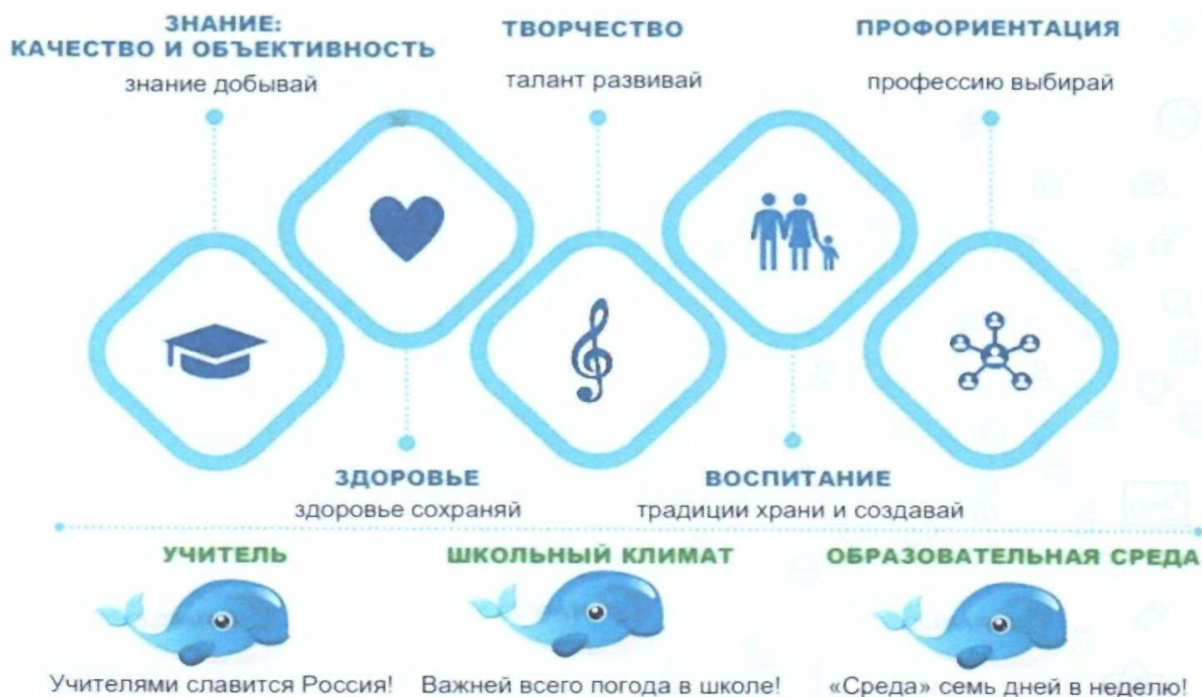 ЗНАНИЕ:
КАЧЕСТВО И ОБЪЕКТИВНОСТЬ
знание добывай
ТВОРЧЕСТВО
талант развивай
ПРОФОРИЕНТАЦИЯ
профессию выбирай
ЗДОРОВЬЕ
здоровье сохраняй
ВОСПИТАНИЕ
традиции храни и создавай
УЧИТЕЛЬ
Учителями славится Россия!
ШКОЛЬНЫЙ КЛИМАТ
Важней всего погода в школе!
ОБРАЗОВАТЕЛЬНАЯ СРЕДА
«Среда» семь дней в неделю!